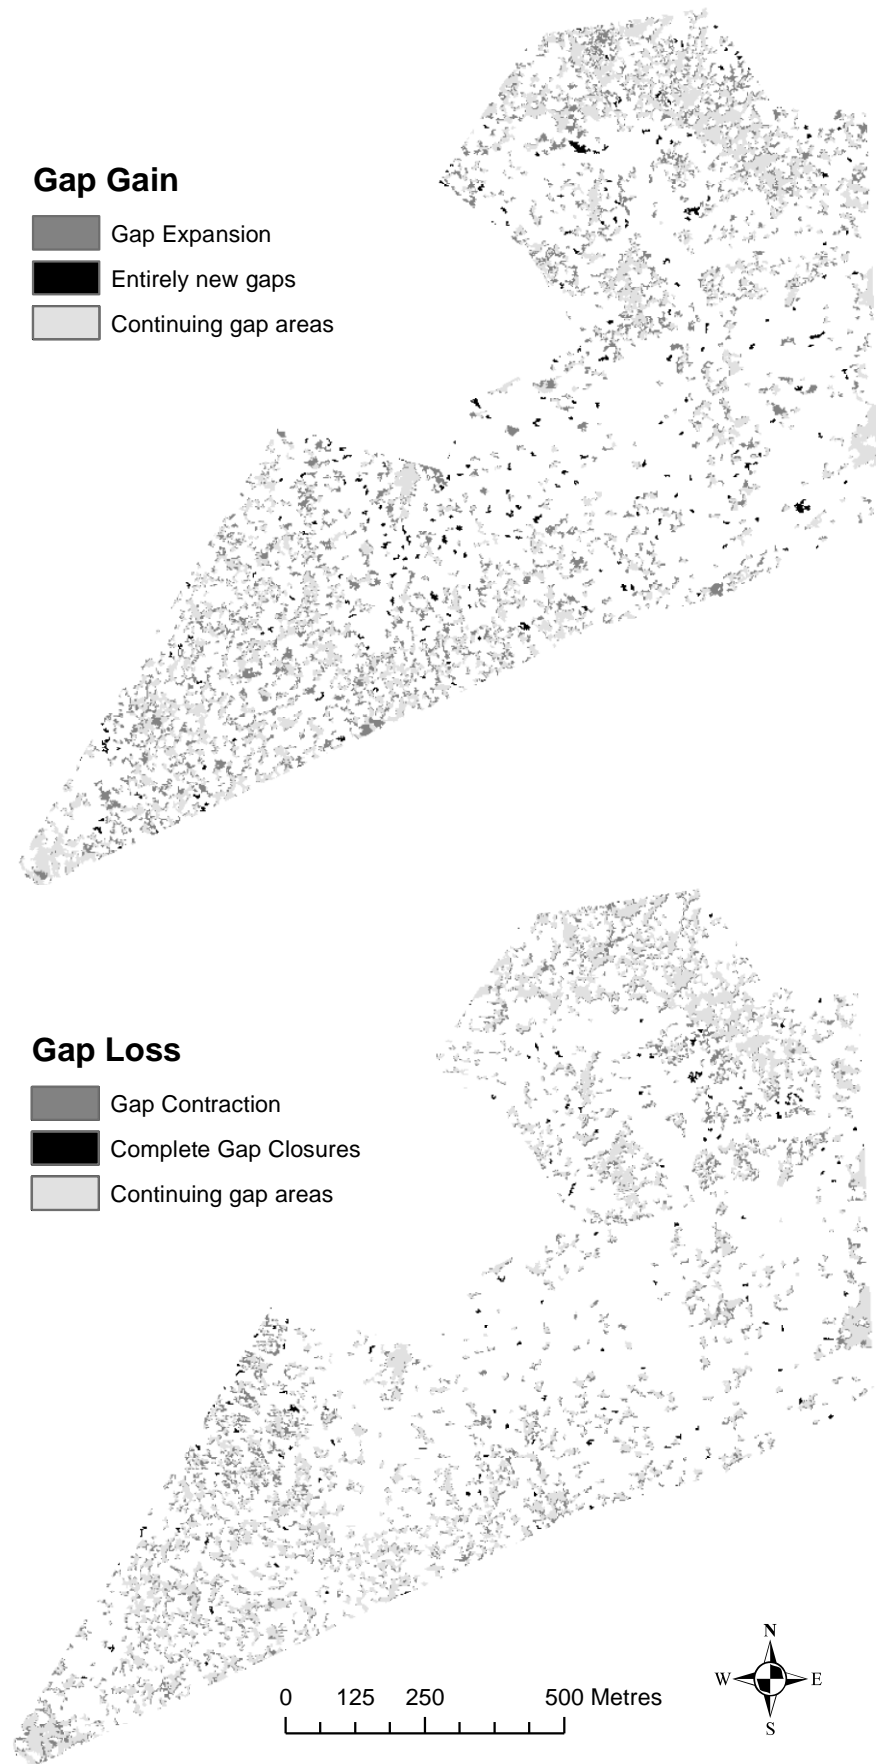 Gap Gain
Gap Expansion
Entirely new gaps
Continuing gap areas
Gap Loss
Gap Contraction
Complete Gap Closures
Continuing gap areas
0 125 250 500 Metres
N
W E
S